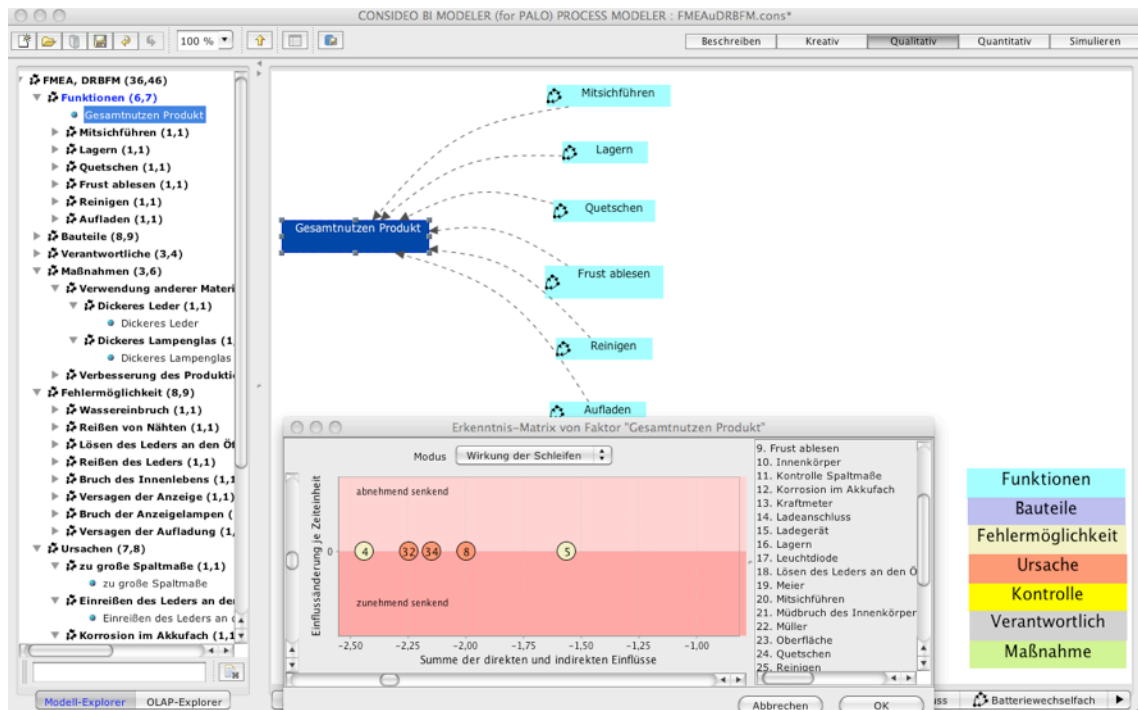 CONSIDEO BI MODELER (for PALO) PROCESS MODELER : FMEAuDRBFM.cons*
100 %
Beschreiben
Kreativ
Qualitativ
Quantitativ
Simulieren
FMEA, DRBFM (36,46)
Funktionen (6,7)
Gesamtnutzen Produkt
Mitsichführen (1,1)
Lagern (1,1)
Quetschen (1,1)
Frust ablesen (1,1)
Reinigen (1,1)
Aufladen (1,1)
Bauteile (8,9)
Verantwortliche (3,4)
Maßnahmen (3,6)
Verwendung anderer Materi
Dickeres Leder (1,1)
Dickeres Leder
Dickeres Lampenglas (1,
Dickeres Lampenglas
Verbesserung des Produkti
Fehlermöglichkeit (8,9)
Wassereinbruch (1,1)
Reißen von Nähten (1,1)
Lösen des Leders an den Öf
Reißen des Leders (1,1)
Bruch des Innenlebens (1,1
Versagen der Anzeige (1,1)
Bruch der Anzeigelampen (
Versagen der Aufladung (1,
Ursachen (7,8)
zu große Spaltmaße (1,1)
zu große Spaltmaße
Einreißen des Leders an der
Einreißen des Leders an d
Korrosion im Akkufach (1,1
Modell-Explorer
OLAP-Explorer
Mitsichführen
Lagern
Quetschen
Gesamtnutzen Produkt
Frust ablesen
Reinigen
Aufladen
Erkenntnis-Matrix von Faktor "Gesamtnutzen Produkt"
Modus
Wirkung der Schleifen
Einflussänderung je Zeiteinheit
abnehmend senkend
0
4
32
34
8
5
zunehmend senkend
-2,50
-2,25
-2,00
-1,75
-1,50
-1,25
-1,00
Summe der direkten und indirekten Einflüsse
9. Frust ablesen
10. Innenkörper
11. Kontrolle Spaltmaße
12. Korrosion im Akkufach
13. Kraftmeter
14. Ladeanschluss
15. Ladegerät
16. Lagern
17. Leuchtdiode
18. Lösen des Leders an den Ö
19. Meier
20. Mitsichführen
21. Müdbruch des Innenkörper
22. Müller
23. Oberfläche
24. Quetschen
25. Reinigen
Abbrechen
OK
Funktionen
Bauteile
Fehlermöglichkeit
Ursache
Kontrolle
Verantwortlich
Maßnahme
uss
Batteriewechselfach